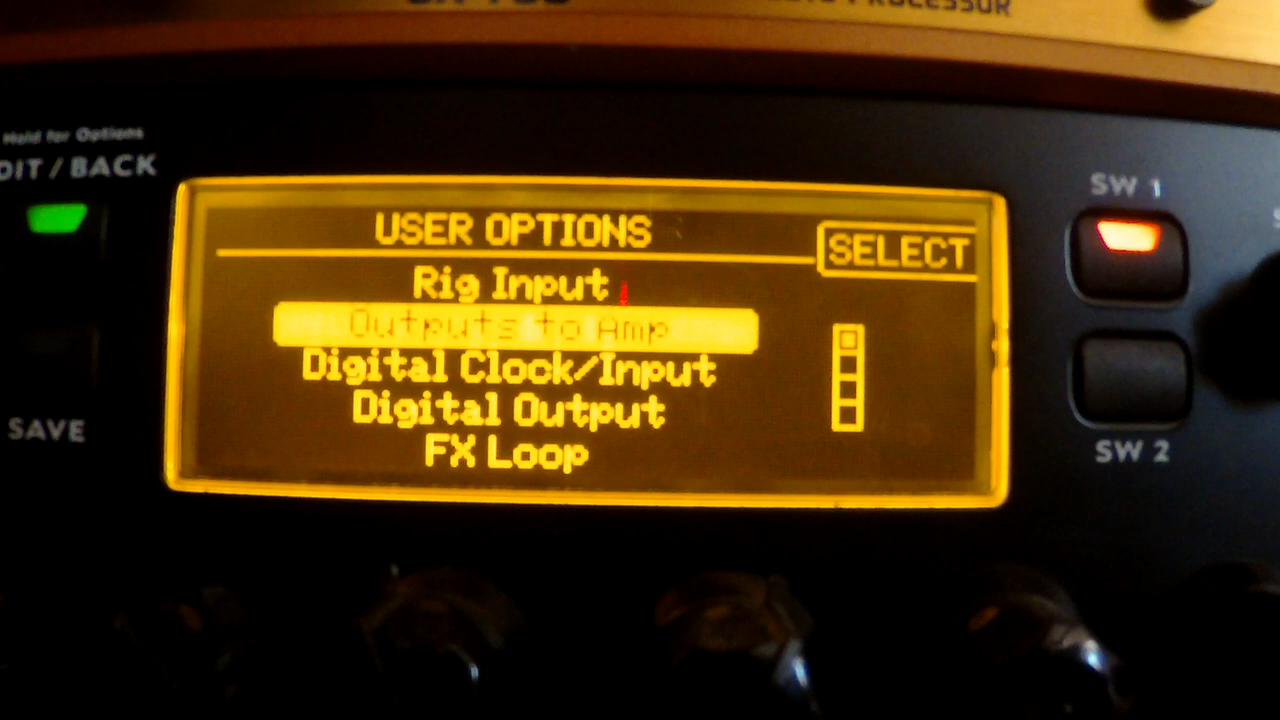 PROCESSOR
Hold for Options
DIT / BACK
SW 1
USER OPTIONS
SELECT
Rig Input
Outputs to Amp
Digital Clock/Input
Digital Output
FX Loop
SAVE
SW 2